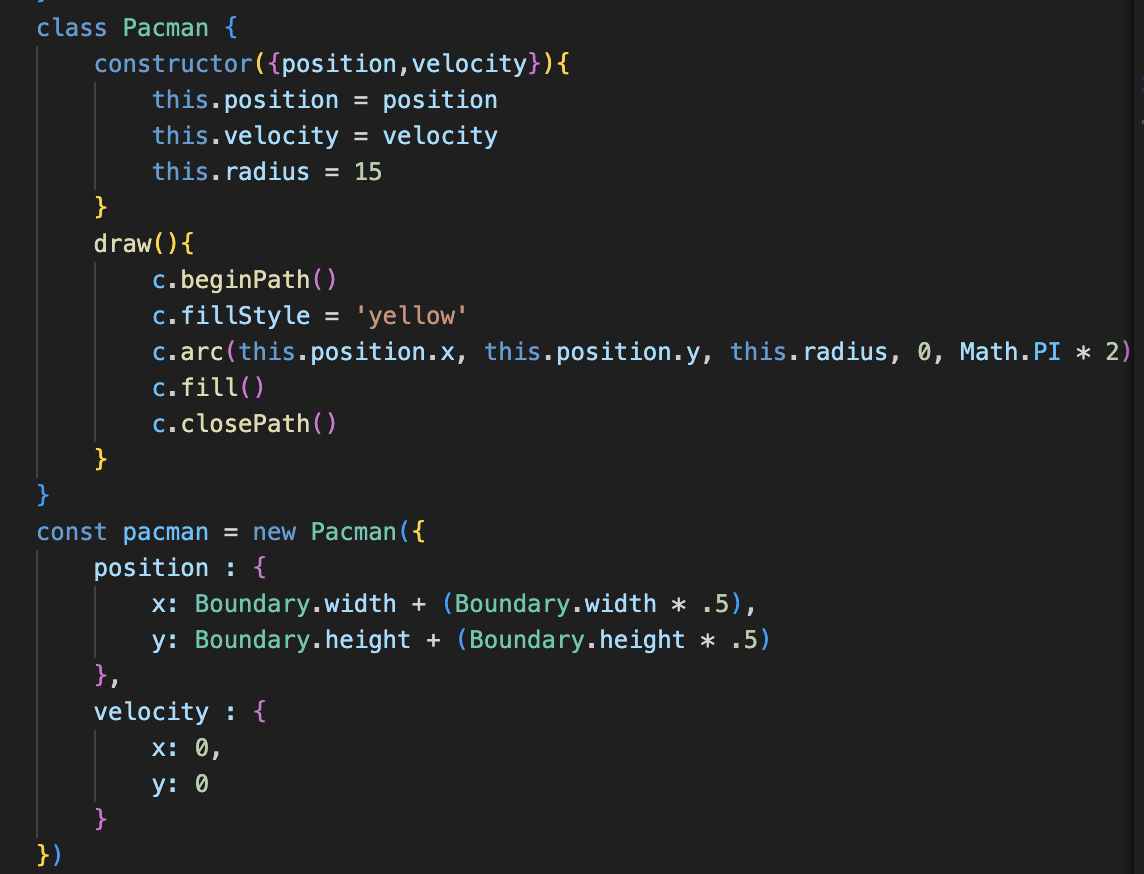 class Pacman {
    constructor({position,velocity}){
        this.position = position
        this.velocity = velocity
        this.radius = 15
    }
    draw(){
        c.beginPath()
        c.fillStyle = 'yellow'
        c.arc(this.position.x, this.position.y, this.radius, 0, Math.PI * 2)
        c.fill()
        c.closePath()
    }
}
const pacman = new Pacman({
    position : {
        x: Boundary.width + (Boundary.width * .5),
        y: Boundary.height + (Boundary.height * .5)
    },
    velocity : {
        x: 0,
        y: 0
    }
})